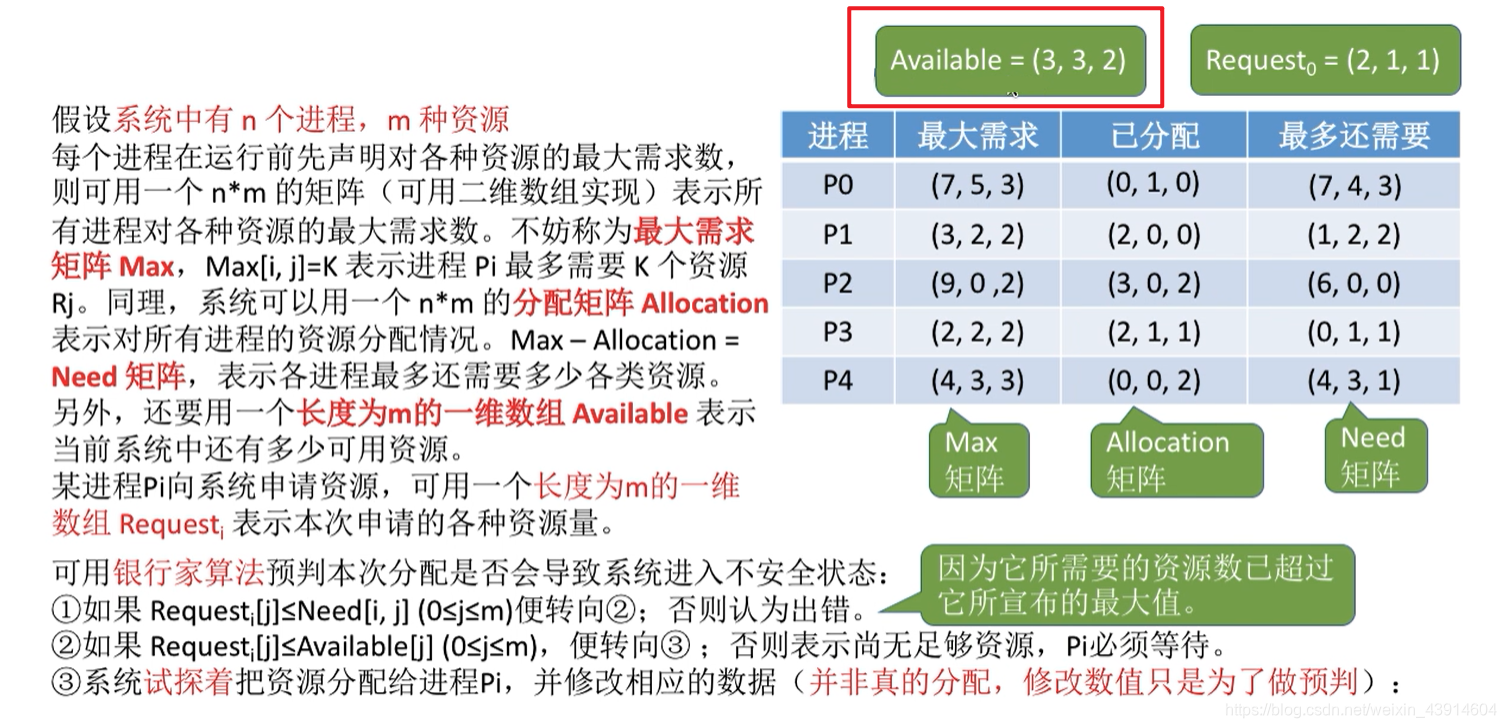 Available = (3, 3, 2)
Request₀ = (2, 1, 1)
假设系统中有 n 个进程，m 种资源
每个进程在运行前先声明对各种资源的最大需求数，
则可用一个 n*m 的矩阵（可用二维数组实现）表示所
有进程对各种资源的最大需求数。不妨称为最大需求
矩阵 Max，Max[i, j]=K 表示进程 Pi 最多需要 K 个资源
Rj。同理，系统可以用一个 n*m 的分配矩阵 Allocation
表示对所有进程的资源分配情况。Max – Allocation =
Need 矩阵，表示各进程最多还需要多少各类资源。
另外，还要用一个长度为m的一维数组 Available 表示
当前系统中还有多少可用资源。
某进程Pi向系统申请资源，可用一个长度为m的一维
数组 Requestᵢ 表示本次申请的各种资源量。
进程 最大需求 已分配 最多还需要
P0 (7, 5, 3) (0, 1, 0) (7, 4, 3)
P1 (3, 2, 2) (2, 0, 0) (1, 2, 2)
P2 (9, 0 ,2) (3, 0, 2) (6, 0, 0)
P3 (2, 2, 2) (2, 1, 1) (0, 1, 1)
P4 (4, 3, 3) (0, 0, 2) (4, 3, 1)
Max
矩阵
Allocation
矩阵
Need
矩阵
可用银行家算法预判本次分配是否会导致系统进入不安全状态：
①如果 Requestᵢ[j]≤Need[i, j] (0≤j≤m)便转向②；否则认为出错。
因为它所需要的资源数已超过
它所宣布的最大值。
②如果 Requestᵢ[j]≤Available[j] (0≤j≤m)，便转向③ ；否则表示尚无足够资源，Pi必须等待。
③系统试探着把资源分配给进程Pi，并修改相应的数据（并非真的分配，修改数值只是为了做预判）：
https://blog.csdn.net/weixin_43914604